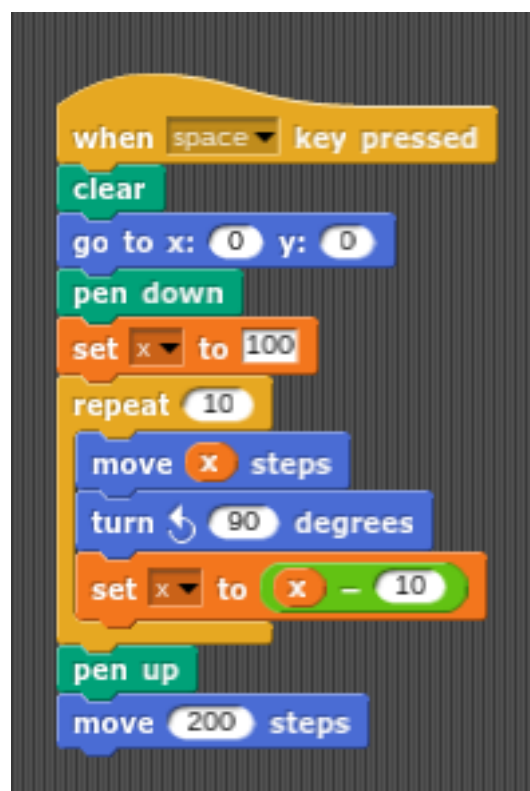 when space key pressed
clear
go to x: 0 y: 0
pen down
set x to 100
repeat 10
move x steps
turn 90 degrees
set x to x - 10
pen up
move 200 steps